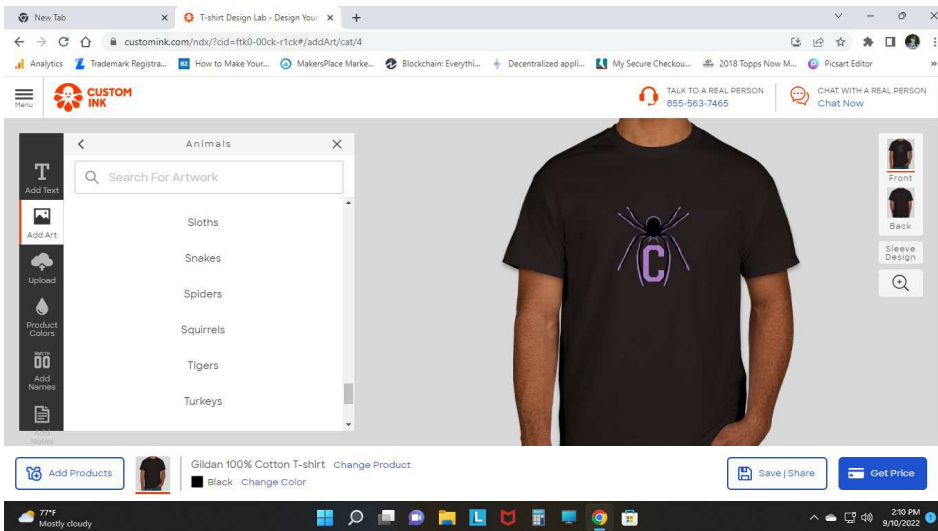 New Tab
T-shirt Design Lab - Design Your
customink.com/ndx/?cid=ftk0-00ck-r1ck#/addArt/cat/4
Analytics
Trademark Registra...
How to Make Your...
MakersPlace Marke...
Blockchain: Everythi...
Decentralized appli...
My Secure Checkou...
2018 Topps Now M...
Picsart Editor
»
Menu
CUSTOM
INK
TALK TO A REAL PERSON
855-563-7465
CHAT WITH A REAL PERSON
Chat Now
Add Text
Add Art
Upload
Product
Colors
SMITH
00
Add
Names
Add
Notes
Animals
Search For Artwork
Sloths
Snakes
Spiders
Squirrels
Tigers
Turkeys
C
Front
Back
Sleeve
Design
Add Products
Gildan 100% Cotton T-shirt Change Product
Black Change Color
Save | Share
Get Price
77°F
Mostly cloudy
2:10 PM
9/10/2022